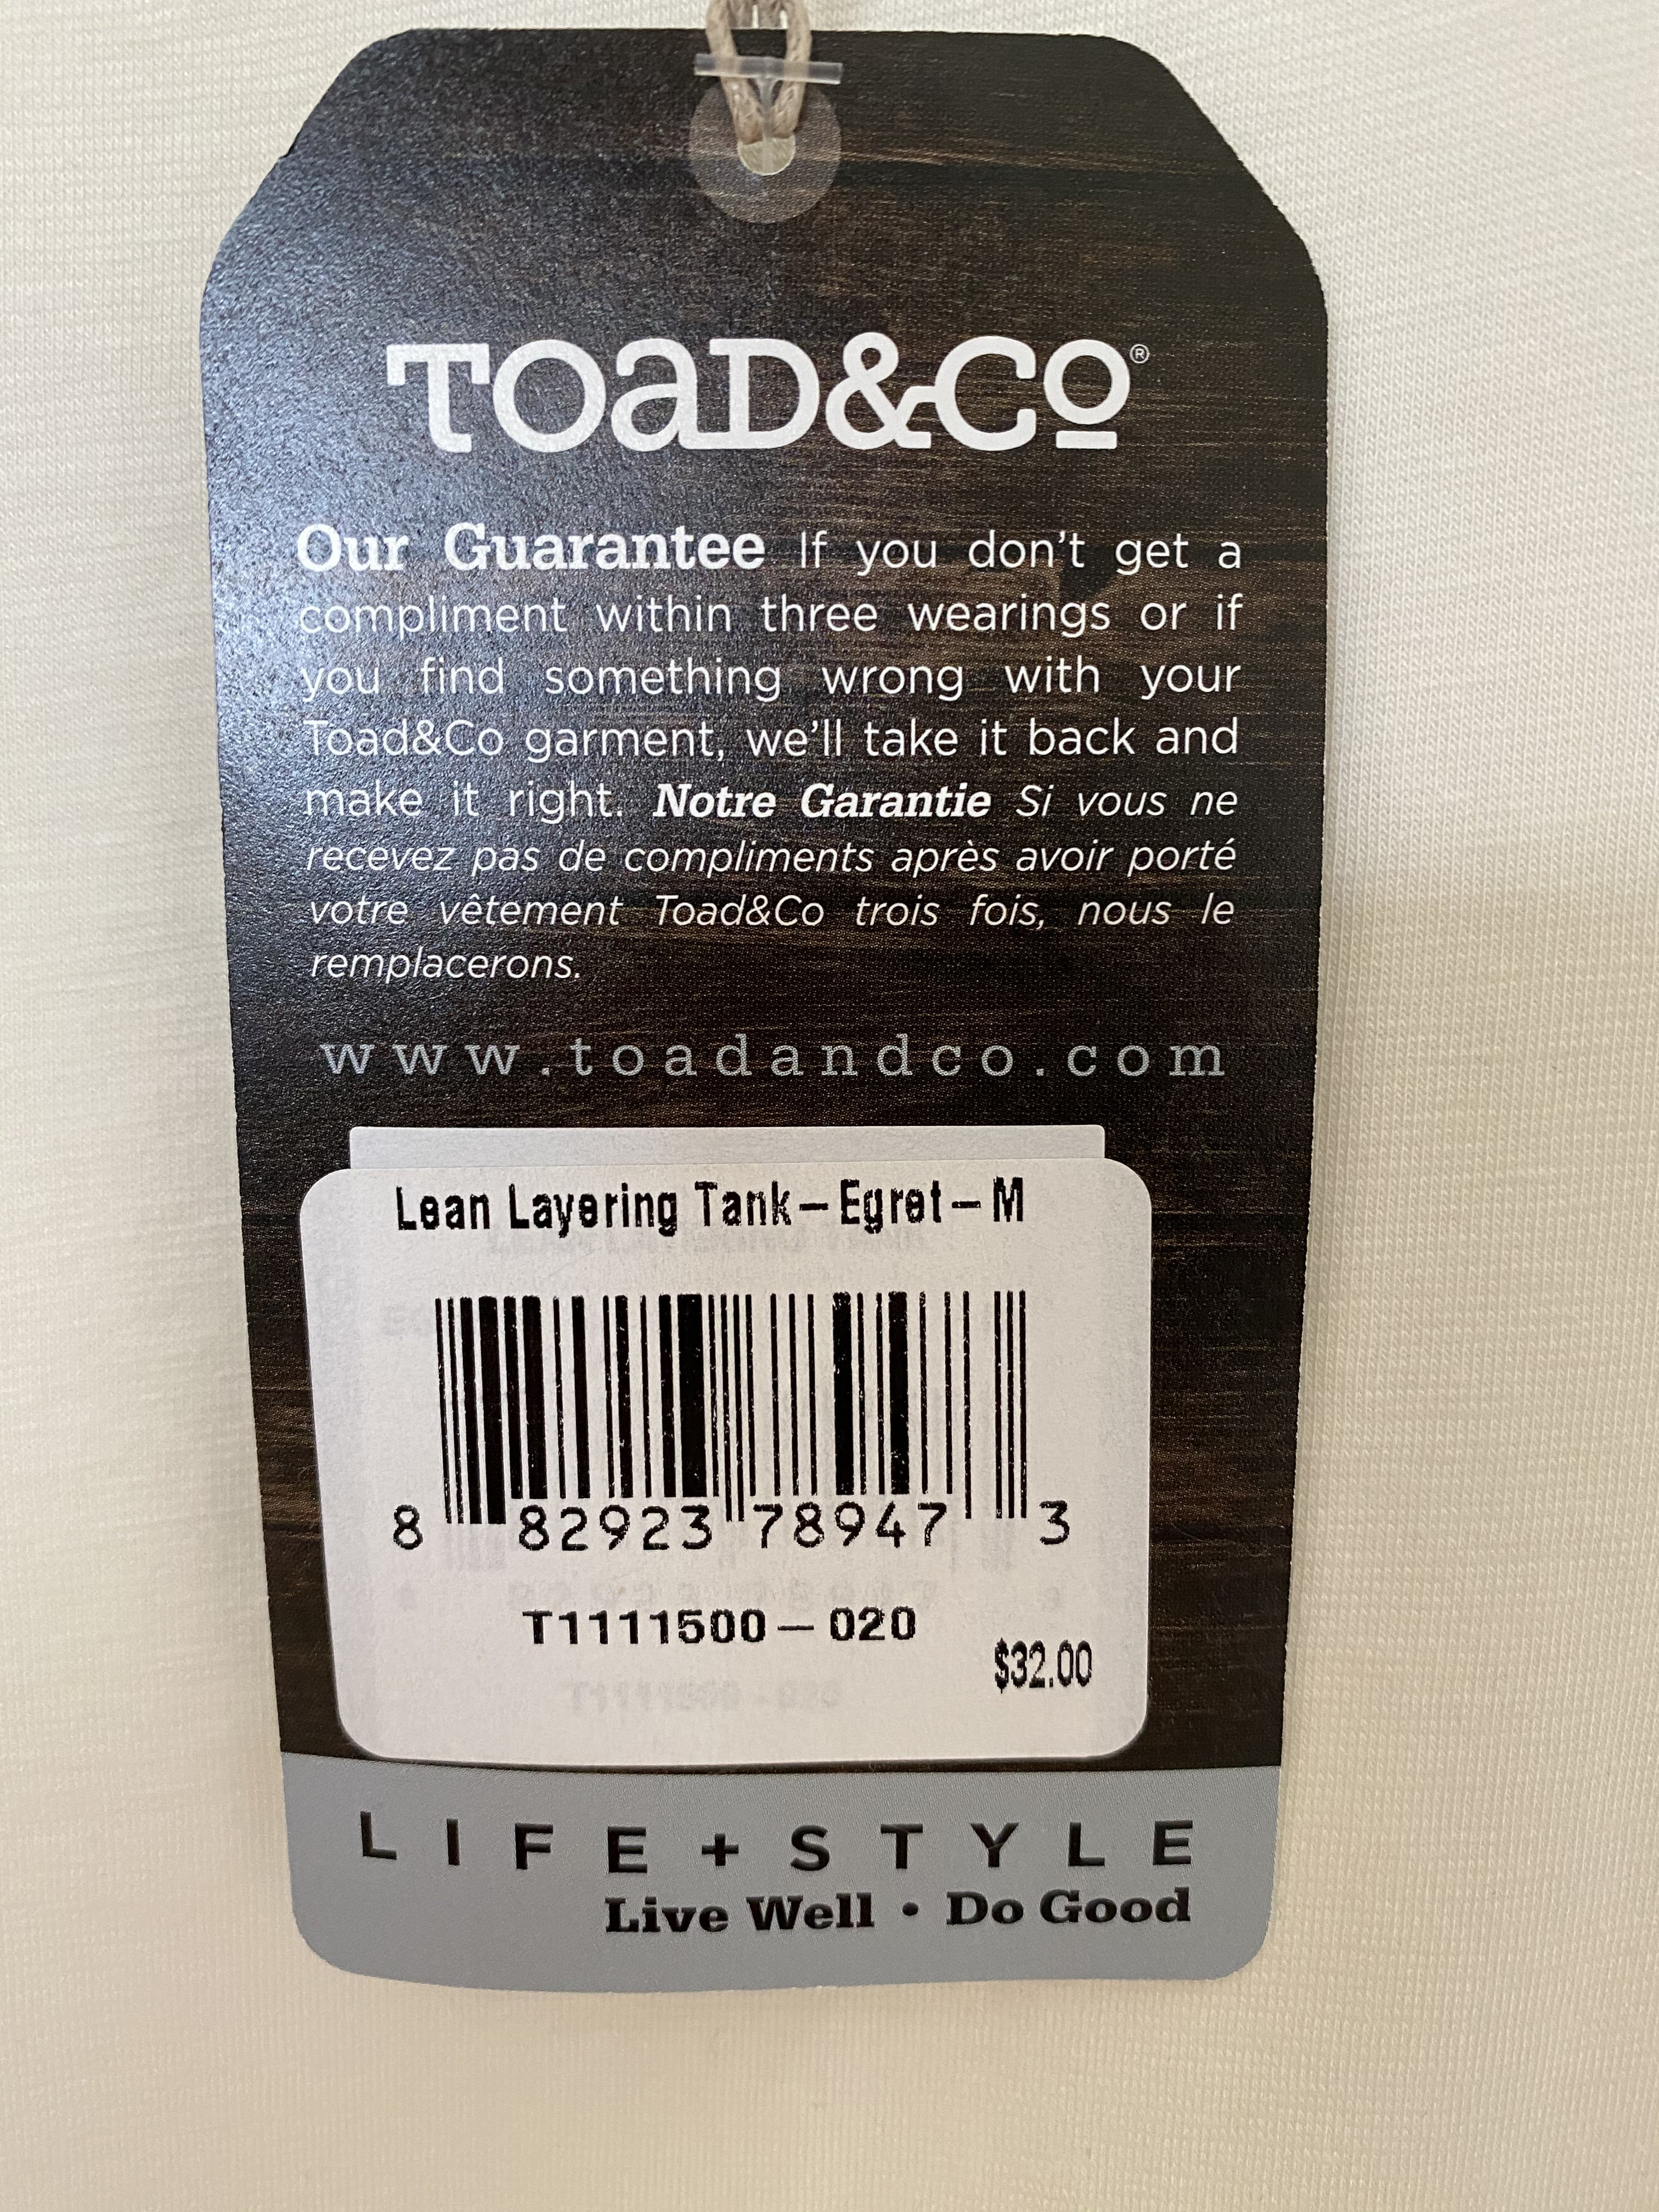 TOAD&CO®
Our Guarantee If you don't get a
compliment within three wearings or if
you find something wrong with your
Toad&Co garment, we'll take it back and
make it right. Notre Garantie Si vous ne
recevez pas de compliments après avoir porté
votre vêtement Toad&Co trois fois, nous le
remplacerons.
www.toadandco.com
Lean Layering Tank-Egret-M
8 82923 78947 3
T1111500-020
$32.00
LIFE+STYLE
Live Well • Do Good